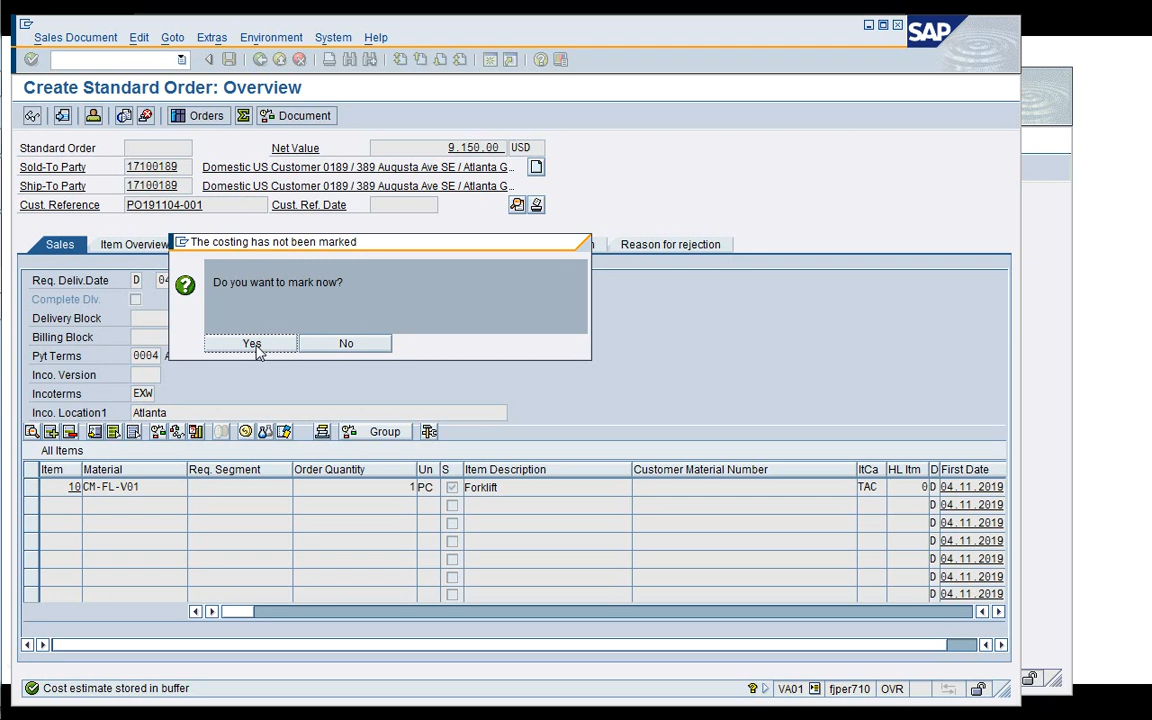 Sales Document Edit Goto Extras Environment System Help
SAP
Create Standard Order: Overview
Orders Document
Standard Order Net Value 9.150.00 USD
Sold-To Party 17100189 Domestic US Customer 0189 / 389 Augusta Ave SE / Atlanta G...
Ship-To Party 17100189 Domestic US Customer 0189 / 389 Augusta Ave SE / Atlanta G...
Cust. Reference PO191104-001 Cust. Ref. Date
Sales Item Overview Reason for rejection
The costing has not been marked
Do you want to mark now?
Yes No
Req. Deliv.Date D 04
Complete Dlv.
Delivery Block
Billing Block
Pyt Terms 0004
Inco. Version
Incoterms EXW
Inco. Location1 Atlanta
Group
All Items
Item Material Req. Segment Order Quantity Un S Item Description Customer Material Number ItCa HL Itm D First Date
10 CM-FL-V01 1 PC Forklift TAC 0 D 04.11.2019
D 04.11.2019
D 04.11.2019
D 04.11.2019
D 04.11.2019
D 04.11.2019
D 04.11.2019
Cost estimate stored in buffer VA01 fjper710 OVR